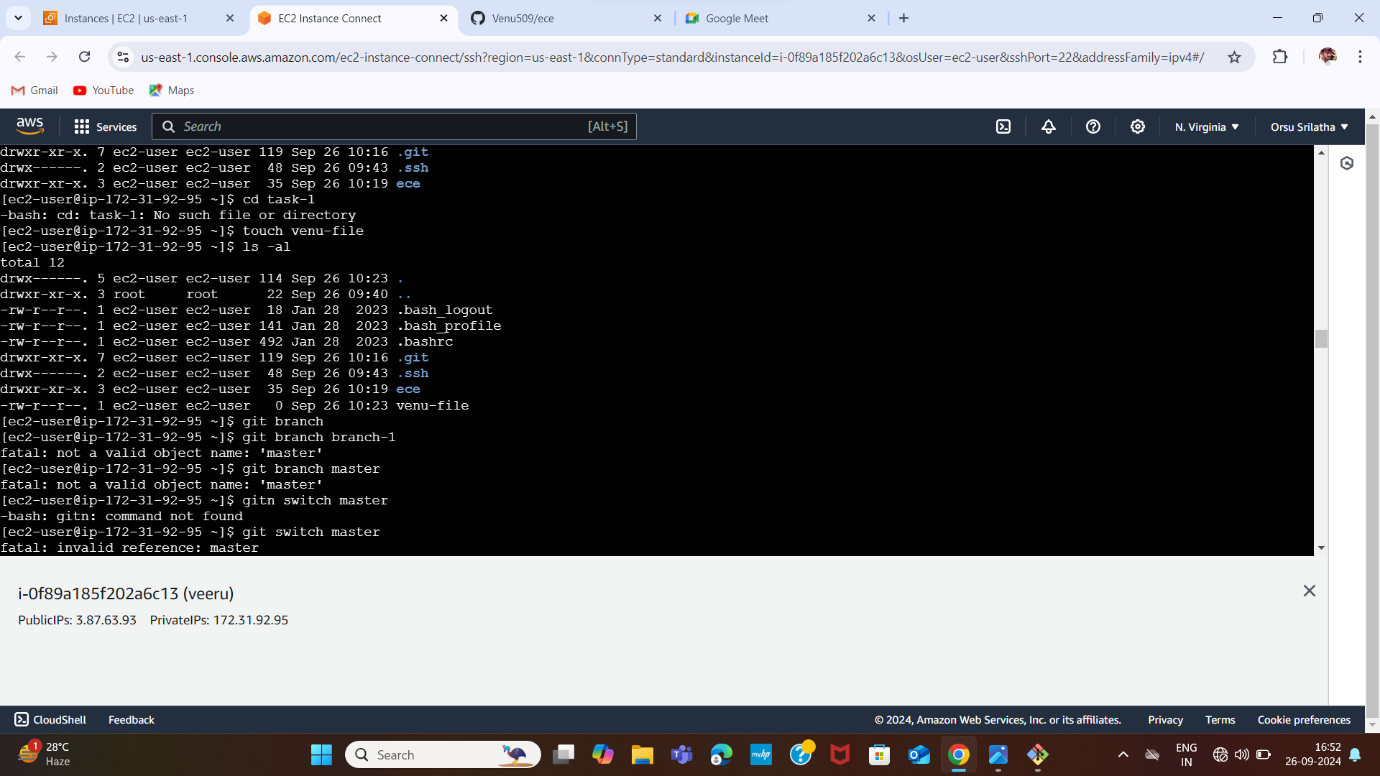 Instances | EC2 | us-east-1
EC2 Instance Connect
Venu509/ece
Google Meet
us-east-1.console.aws.amazon.com/ec2-instance-connect/ssh?region=us-east-1&connType=standard&instanceId=i-0f89a185f202a6c13&osUser=ec2-user&sshPort=22&addressFamily=ipv4#/
Gmail YouTube Maps
aws Services Search [Alt+S] N. Virginia Orsu Srilatha
drwxr-xr-x. 7 ec2-user ec2-user 119 Sep 26 10:16 .git
drwx------. 2 ec2-user ec2-user  48 Sep 26 09:43 .ssh
drwxr-xr-x. 3 ec2-user ec2-user  35 Sep 26 10:19 ece
[ec2-user@ip-172-31-92-95 ~]$ cd task-1
-bash: cd: task-1: No such file or directory
[ec2-user@ip-172-31-92-95 ~]$ touch venu-file
[ec2-user@ip-172-31-92-95 ~]$ ls -al
total 12
drwx------. 5 ec2-user ec2-user 114 Sep 26 10:23 .
drwxr-xr-x. 3 root     root      22 Sep 26 09:40 ..
-rw-r--r--. 1 ec2-user ec2-user  18 Jan 28  2023 .bash_logout
-rw-r--r--. 1 ec2-user ec2-user 141 Jan 28  2023 .bash_profile
-rw-r--r--. 1 ec2-user ec2-user 492 Jan 28  2023 .bashrc
drwxr-xr-x. 7 ec2-user ec2-user 119 Sep 26 10:16 .git
drwx------. 2 ec2-user ec2-user  48 Sep 26 09:43 .ssh
drwxr-xr-x. 3 ec2-user ec2-user  35 Sep 26 10:19 ece
-rw-r--r--. 1 ec2-user ec2-user   0 Sep 26 10:23 venu-file
[ec2-user@ip-172-31-92-95 ~]$ git branch
[ec2-user@ip-172-31-92-95 ~]$ git branch branch-1
fatal: not a valid object name: 'master'
[ec2-user@ip-172-31-92-95 ~]$ git branch master
fatal: not a valid object name: 'master'
[ec2-user@ip-172-31-92-95 ~]$ gitn switch master
-bash: gitn: command not found
[ec2-user@ip-172-31-92-95 ~]$ git switch master
fatal: invalid reference: master
i-0f89a185f202a6c13 (veeru)
PublicIPs: 3.87.63.93 PrivateIPs: 172.31.92.95
CloudShell Feedback © 2024, Amazon Web Services, Inc. or its affiliates. Privacy Terms Cookie preferences
1 28°C
Haze
Search
myhp
ENG
IN
16:52
26-09-2024